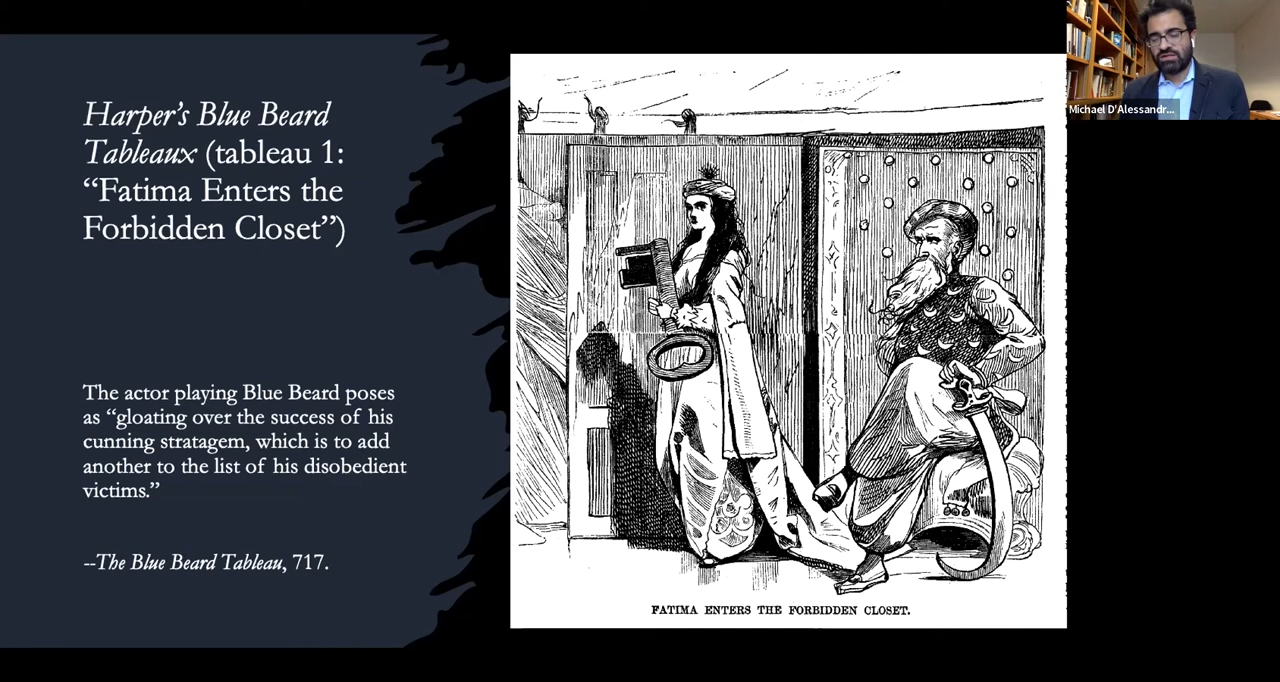 Harper's Blue Beard
Tableaux (tableau 1:
“Fatima Enters the
Forbidden Closet”)
The actor playing Blue Beard poses
as “gloating over the success of his
cunning stratagem, which is to add
another to the list of his disobedient
victims.”
--The Blue Beard Tableau, 717.
FATIMA ENTERS THE FORBIDDEN CLOSET.
Michael D'Alessandr...